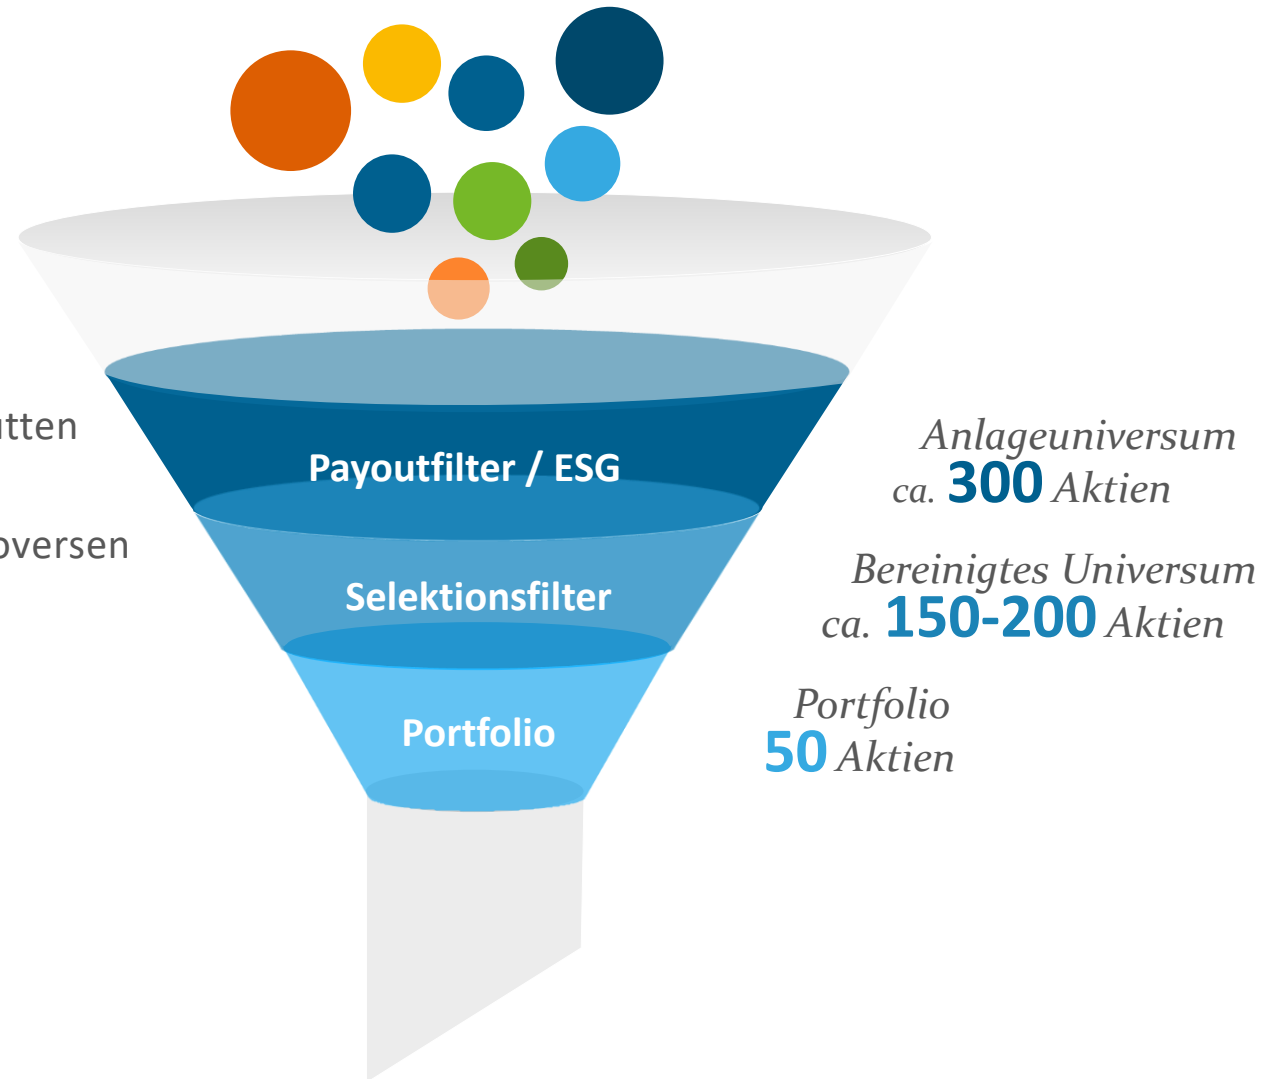 Payoutfilter / ESG
Anlageuniversum
ca. 300 Aktien
Selektionsfilter
Bereinigtes Universum
ca. 150-200 Aktien
Portfolio
Portfolio
50 Aktien